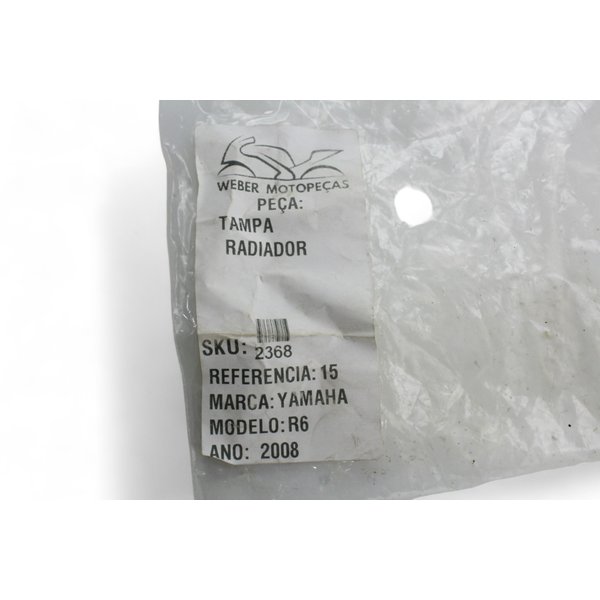 WEBER MOTOPEÇAS
PEÇA:
TAMPA
RADIADOR
SKU: 2368
REFERENCIA: 15
MARCA: YAMAHA
MODELO: R6
ANO: 2008